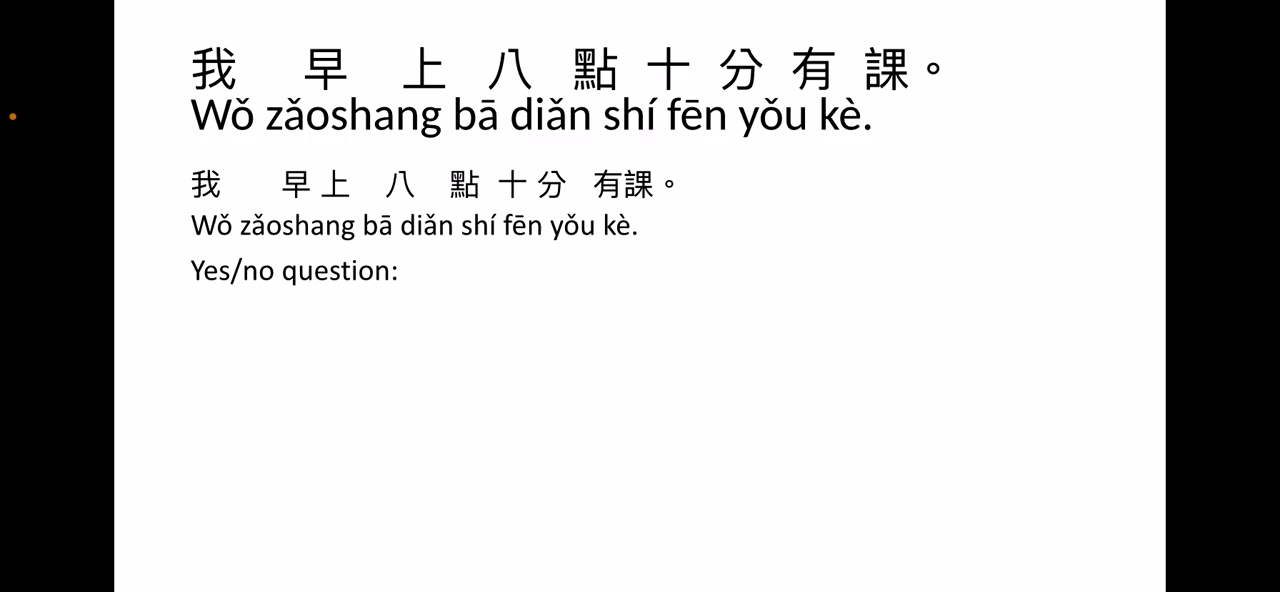 我 早 上 八 點 十 分 有 課。
Wǒ zǎoshang bā diǎn shí fēn yǒu kè.
我 早上 八 點 十分 有課。
Wǒ zǎoshang bā diǎn shí fēn yǒu kè.
Yes/no question: